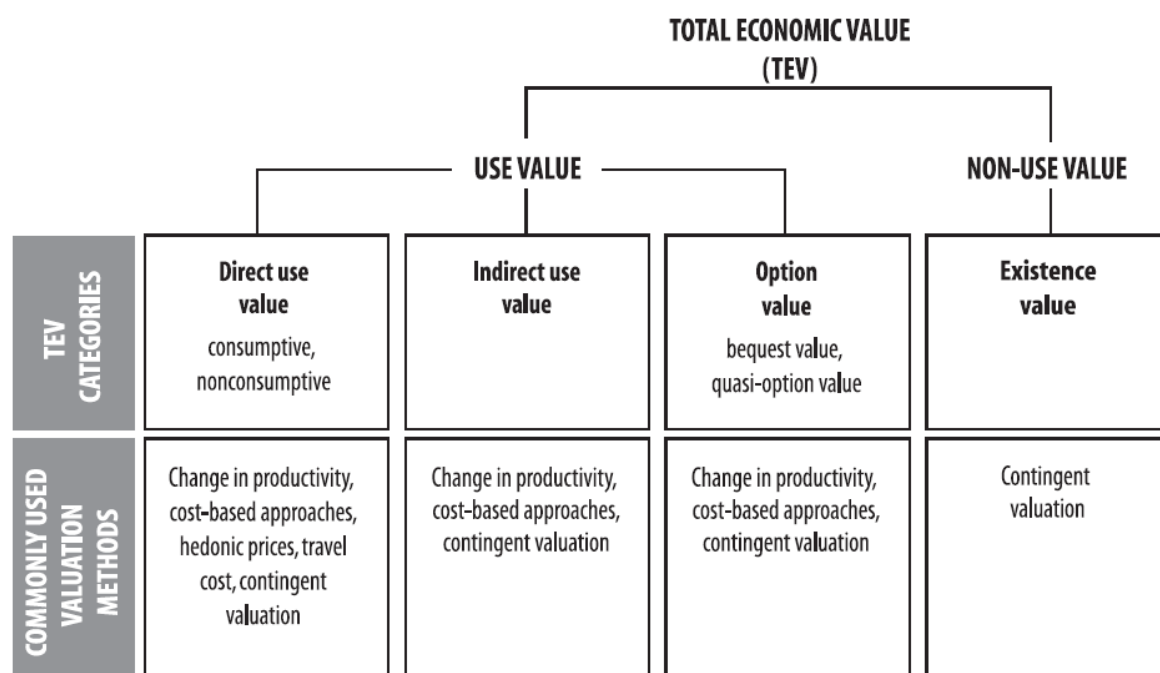 TOTAL ECONOMIC VALUE
(TEV)
USE VALUE
NON-USE VALUE
TEV
CATEGORIES
Direct use
value
consumptive,
nonconsumptive
Indirect use
value
Option
value
bequest value,
quasi-option value
Existence
value
COMMONLY USED
VALUATION
METHODS
Change in productivity,
cost-based approaches,
hedonic prices, travel
cost, contingent
valuation
Change in productivity,
cost-based approaches,
contingent valuation
Change in productivity,
cost-based approaches,
contingent valuation
Contingent
valuation